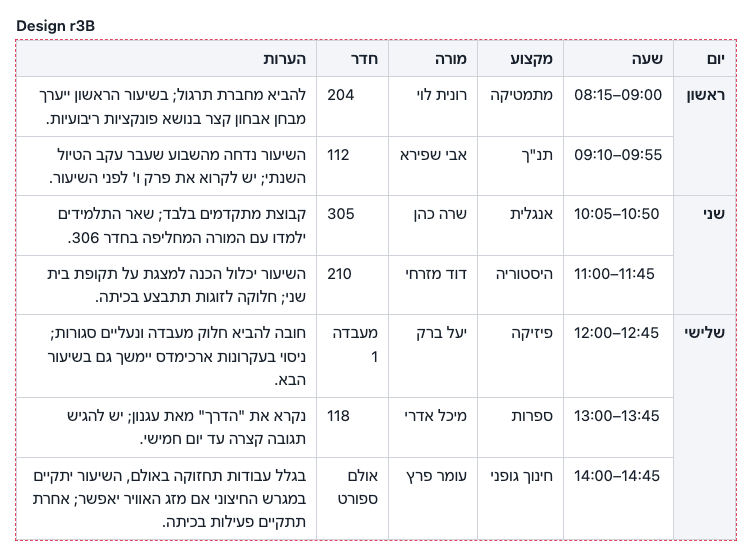 Design r3B
יום שעה מקצוע מורה חדר הערות
ראשון 08:15–09:00 מתמטיקה רונית לוי 204 להביא מחברת תרגול; בשיעור הראשון ייערך
מבחן אבחון קצר בנושא פונקציות ריבועיות.
09:10–09:55 תנ"ך אבי שפירא 112 השיעור נדחה מהשבוע שעבר עקב הטיול
השנתי; יש לקרוא את פרק ו' לפני השיעור.
שני 10:05–10:50 אנגלית שרה כהן 305 קבוצת מתקדמים בלבד; שאר התלמידים
ילמדו עם המורה המחליפה בחדר 306.
11:00–11:45 היסטוריה דוד מזרחי 210 השיעור יכלול הכנה למצגת על תקופת בית
שני; חלוקה לזוגות תתבצע בכיתה.
שלישי 12:00–12:45 פיזיקה יעל ברק מעבדה חובה להביא חלוק מעבדה ונעליים סגורות;
1 ניסוי בעקרונות ארכימדס יימשך גם בשיעור
הבא.
13:00–13:45 ספרות מיכל אדרי 118 נקרא את "הדרך" מאת עגנון; יש להגיש
תגובה קצרה עד יום חמישי.
14:00–14:45 חינוך גופני עומר פרץ אולם בגלל עבודות תחזוקה באולם, השיעור יתקיים
ספורט במגרש החיצוני אם מזג האוויר יאפשר; אחרת
תתקיים פעילות בכיתה.